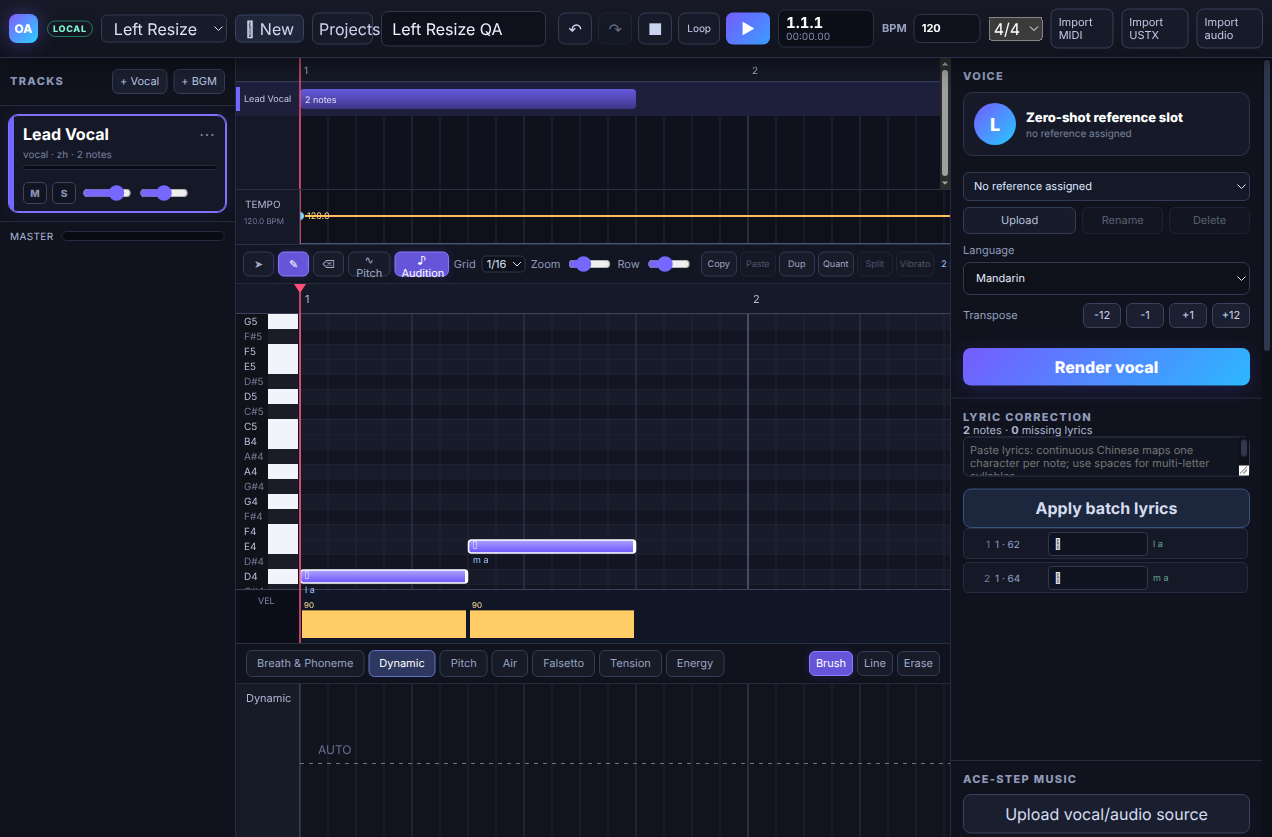 OA
LOCAL
Left Resize
New
Projects
Left Resize QA
Loop
1.1.1
00:00.00
BPM
120
4/4
Import MIDI
Import USTX
Import audio
TRACKS
+ Vocal
+ BGM
Lead Vocal
vocal · zh · 2 notes
M
S
MASTER
1
2
Lead Vocal
2 notes
TEMPO
120.0 BPM
120.0
Pitch
Audition
Grid
1/16
Zoom
Row
Copy
Paste
Dup
Quant
Split
Vibrato
2
1
2
G5
F#5
F5
E5
D#5
D5
C#5
C5
B4
A#4
A4
G#4
G4
F#4
F4
E4
D#4
D4
m a
l a
VEL
90
90
Breath & Phoneme
Dynamic
Pitch
Air
Falsetto
Tension
Energy
Brush
Line
Erase
Dynamic
AUTO
VOICE
L
Zero-shot reference slot
no reference assigned
No reference assigned
Upload
Rename
Delete
Language
Mandarin
Transpose
-12
-1
+1
+12
Render vocal
LYRIC CORRECTION
2 notes · 0 missing lyrics
Paste lyrics: continuous Chinese maps one
character per note; use spaces for multi-letter
Apply batch lyrics
1 1 · 62
l a
2 1 · 64
m a
ACE-STEP MUSIC
Upload vocal/audio source